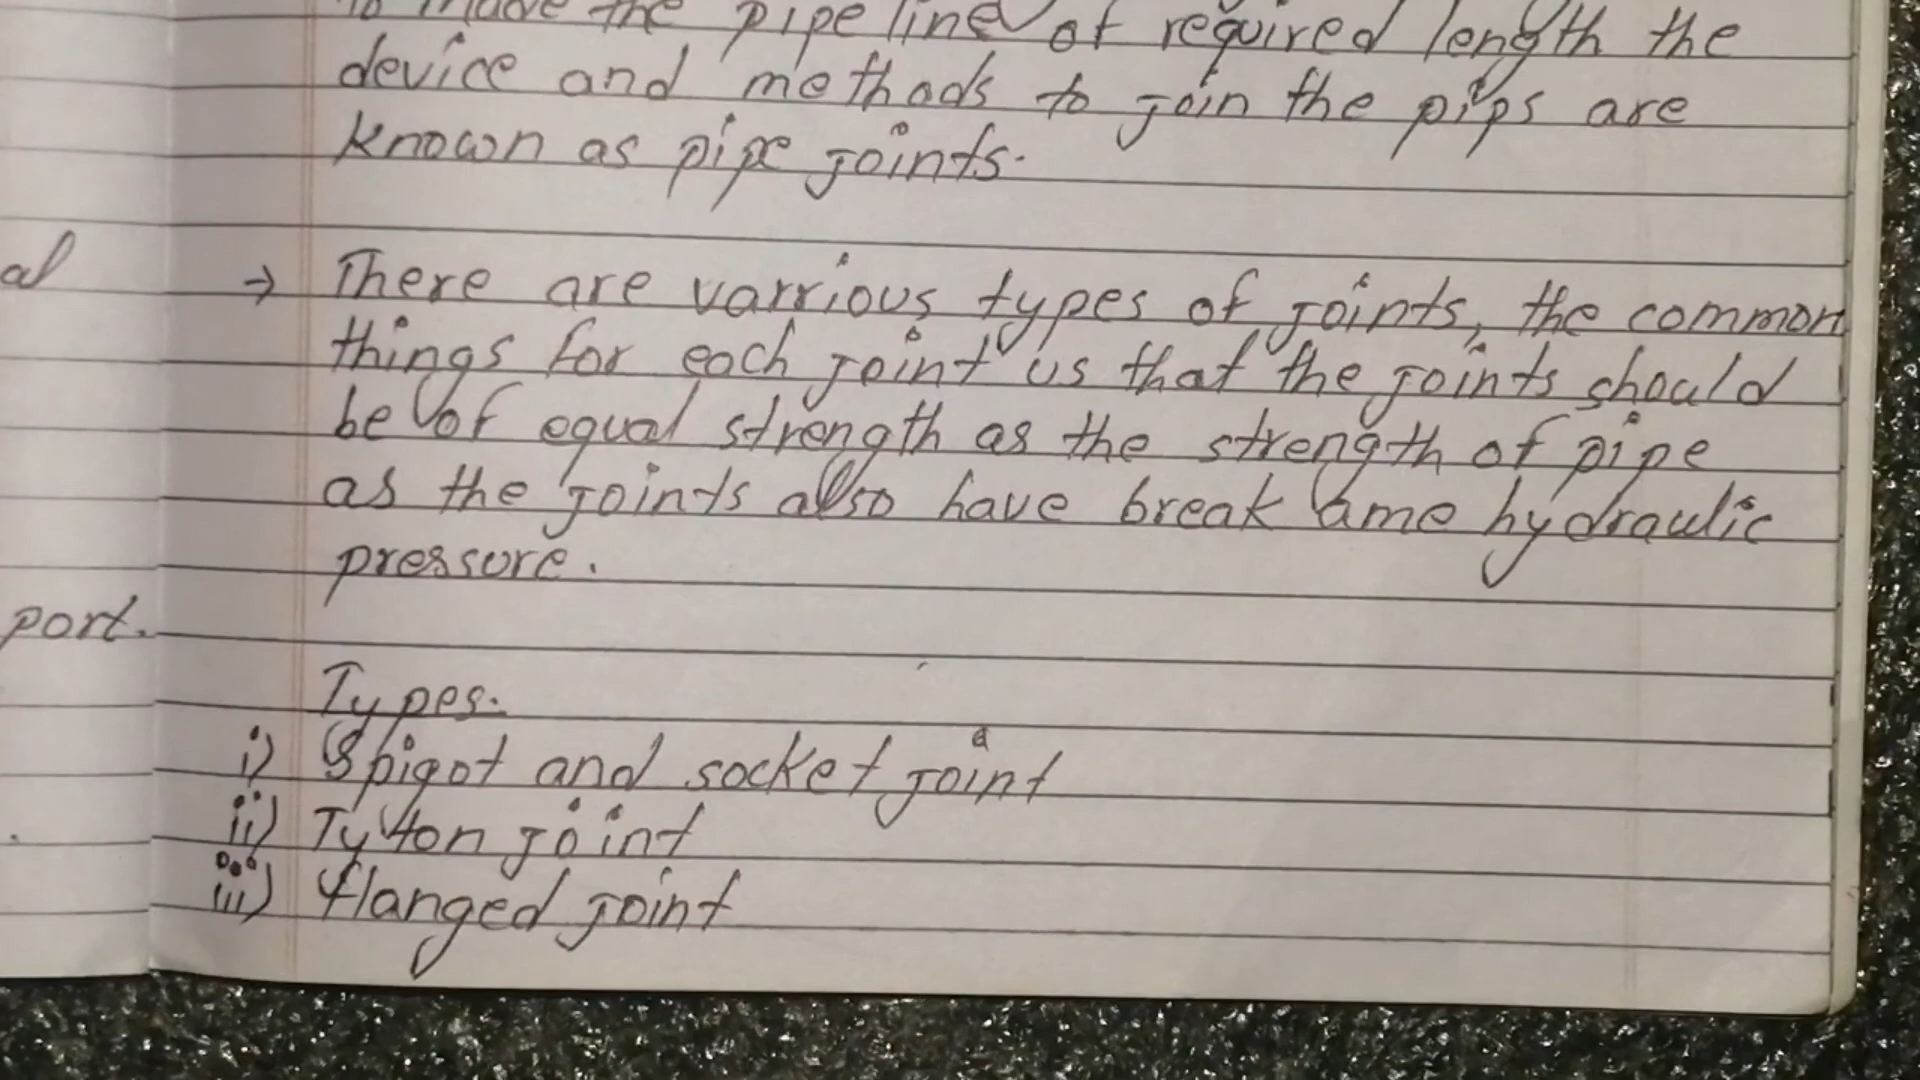 to made the pipe line of required length the
device and methods to join the pips are
known as pipe joints.
al
→ There are varrious types of joints, the common
things for each joint us that the joints should
be of equal strength as the strength of pipe
as the joints also have break ame hydraulic
pressure.
port.
Types.
i) Spigot and socket joint
ii) Tyton joint
iii) flanged joint